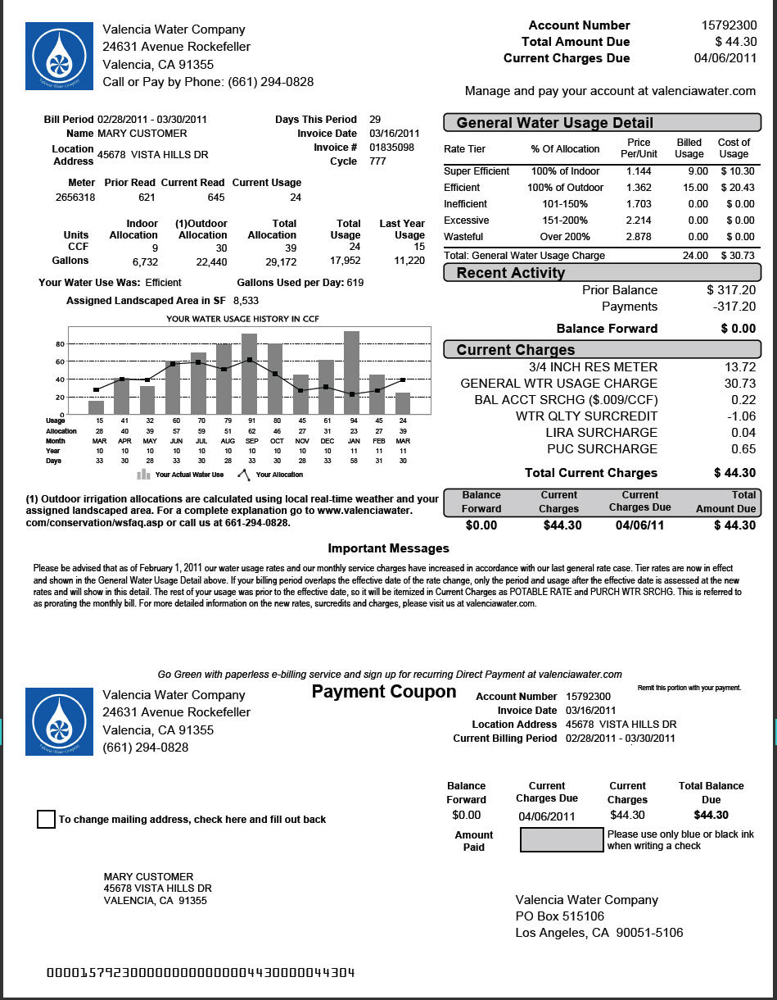 Valencia Water Company
24631 Avenue Rockefeller
Valencia, CA 91355
Call or Pay by Phone: (661) 294-0828
Valencia Water Company
Account Number 15792300
Total Amount Due $ 44.30
Current Charges Due 04/06/2011
Manage and pay your account at valenciawater.com
Bill Period 02/28/2011 - 03/30/2011
Name MARY CUSTOMER
Location Address 45678 VISTA HILLS DR
Days This Period 29
Invoice Date 03/16/2011
Invoice # 01835098
Cycle 777
Meter Prior Read Current Read Current Usage
2656318 621 645 24
Units Indoor Allocation (1)Outdoor Allocation Total Allocation Total Usage Last Year Usage
CCF 9 30 39 24 15
Gallons 6,732 22,440 29,172 17,952 11,220
Your Water Use Was: Efficient Gallons Used per Day: 619
Assigned Landscaped Area in SF 8,533
YOUR WATER USAGE HISTORY IN CCF
80
60
40
20
0
Usage 15 41 32 60 70 79 91 80 45 61 94 45 24
Allocation 28 40 39 57 59 51 62 46 27 31 23 27 39
Month MAR APR. MAY JUN JUL AUG SEP OCT NOV DEC JAN FEB MAR
Year 10 10 10 10 10 10 10 10 10 10 11 11 11
Days 33 30 28 33 30 28 33 30 28 33 58 31 30
Your Actual Water Use Your Allocation
(1) Outdoor irrigation allocations are calculated using local real-time weather and your
assigned landscaped area. For a complete explanation go to www.valenciawater.
com/conservation/wsfaq.asp or call us at 661-294-0828.
General Water Usage Detail
Rate Tier % Of Allocation Price Per/Unit Billed Usage Cost of Usage
Super Efficient 100% of Indoor 1.144 9.00 $ 10.30
Efficient 100% of Outdoor 1.362 15.00 $ 20.43
Inefficient 101-150% 1.703 0.00 $ 0.00
Excessive 151-200% 2.214 0.00 $ 0.00
Wasteful Over 200% 2.878 0.00 $ 0.00
Total: General Water Usage Charge 24.00 $ 30.73
Recent Activity
Prior Balance $ 317.20
Payments -317.20
Balance Forward $ 0.00
Current Charges
3/4 INCH RES METER 13.72
GENERAL WTR USAGE CHARGE 30.73
BAL ACCT SRCHG ($.009/CCF) 0.22
WTR QLTY SURCREDIT -1.06
LIRA SURCHARGE 0.04
PUC SURCHARGE 0.65
Total Current Charges $ 44.30
Balance Forward Current Charges Current Charges Due Total Amount Due
$0.00 $44.30 04/06/11 $ 44.30
Important Messages
Please be advised that as of February 1, 2011 our water usage rates and our monthly service charges have increased in accordance with our last general rate case. Tier rates are now in effect
and shown in the General Water Usage Detail above. If your billing period overlaps the effective date of the rate change, only the period and usage after the effective date is assessed at the new
rates and will show in this detail. The rest of your usage was prior to the effective date, so it will be itemized in Current Charges as POTABLE RATE and PURCH WTR SRCHG. This is referred to
as prorating the monthly bill. For more detailed information on the new rates, surcredits and charges, please visit us at valenciawater.com.
Go Green with paperless e-billing service and sign up for recurring Direct Payment at valenciawater.com
Valencia Water Company
24631 Avenue Rockefeller
Valencia, CA 91355
(661) 294-0828
Valencia Water Company
Payment Coupon
Remit this portion with your payment.
Account Number 15792300
Invoice Date 03/16/2011
Location Address 45678 VISTA HILLS DR
Current Billing Period 02/28/2011 - 03/30/2011
Balance Forward Current Charges Due Current Charges Total Balance Due
$0.00 04/06/2011 $44.30 $44.30
To change mailing address, check here and fill out back
Amount Paid
Please use only blue or black ink
when writing a check
MARY CUSTOMER
45678 VISTA HILLS DR
VALENCIA, CA 91355
Valencia Water Company
PO Box 515106
Los Angeles, CA 90051-5106